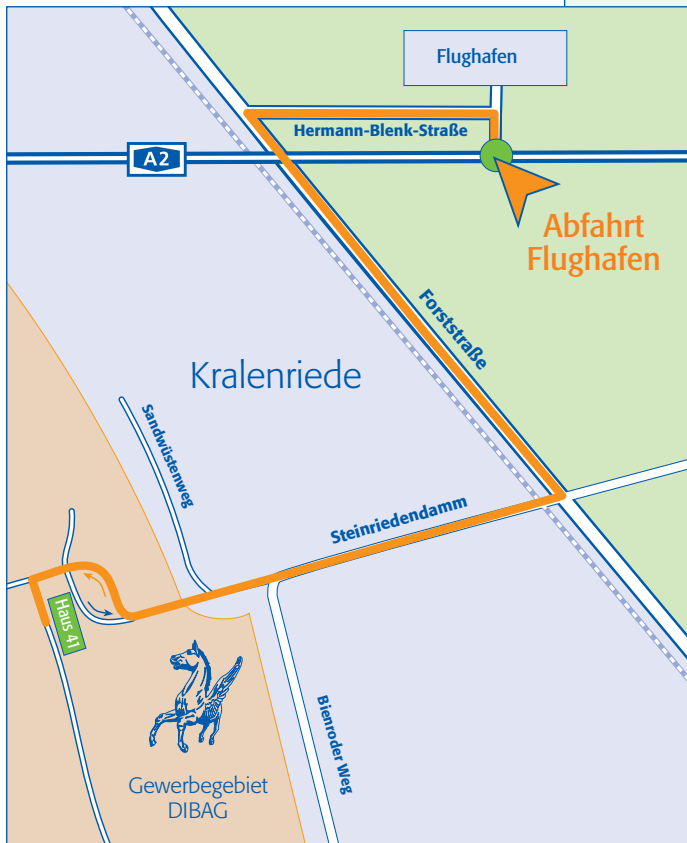 Flughafen
Hermann-Blenk-Straße
A2
Abfahrt
Flughafen
Forststraße
Kralenriede
Sandwüstenweg
Steinriedendamm
Haus 41
Bienroder Weg
Gewerbegebiet
DIBAG